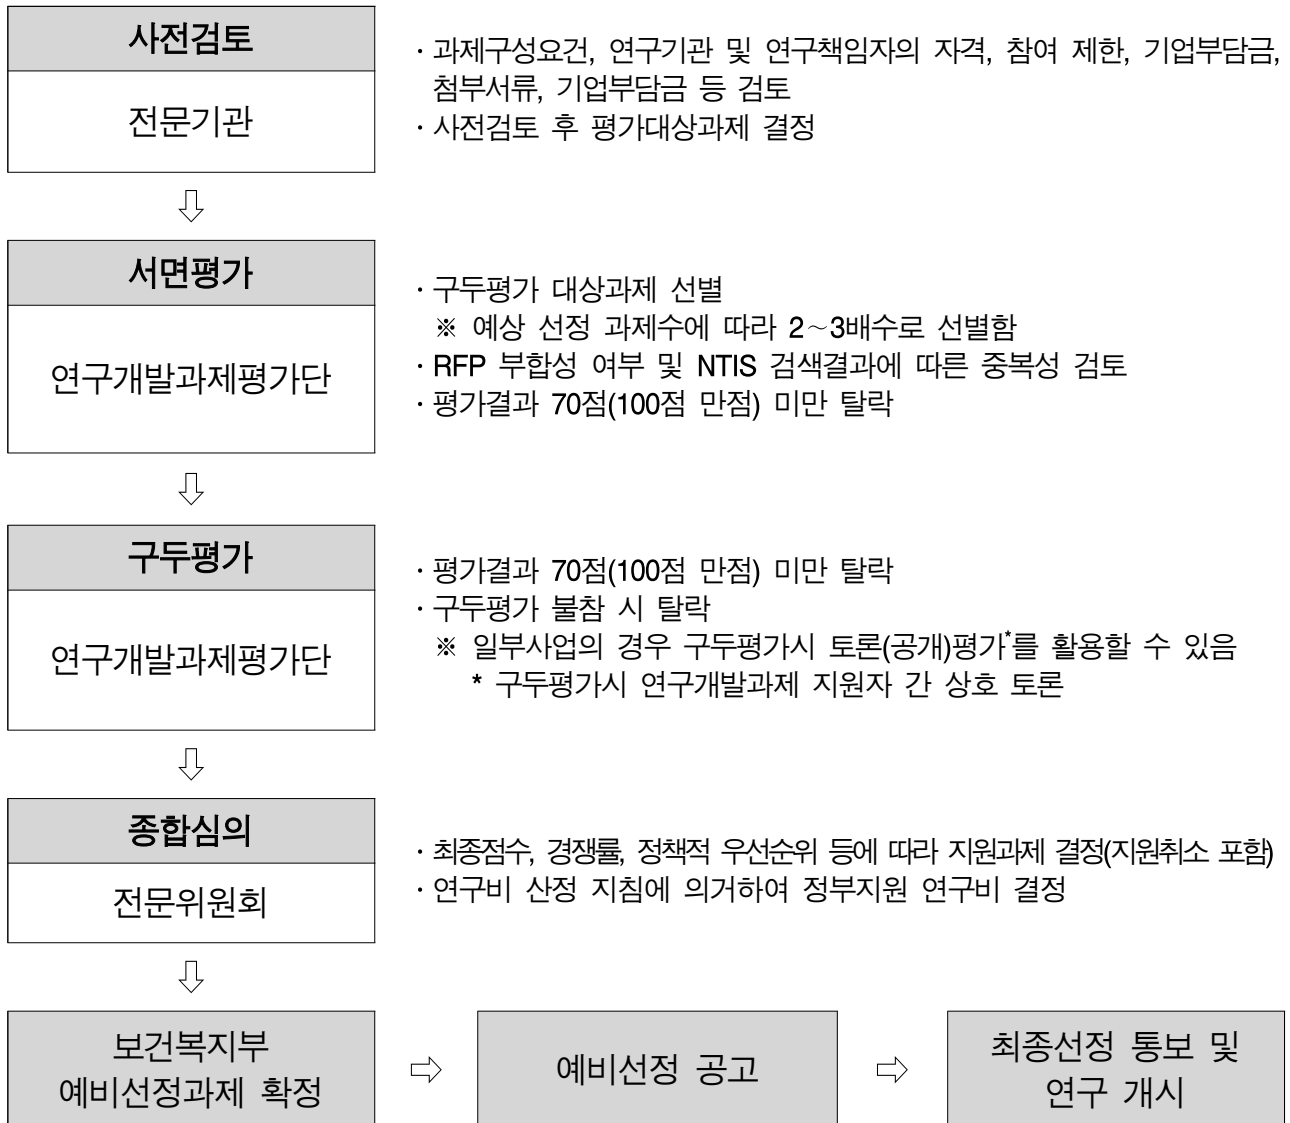 사전검토
전문기관
· 과제구성요건, 연구기관 및 연구책임자의 자격, 참여 제한, 기업부담금,
첨부서류, 기업부담금 등 검토
· 사전검토 후 평가대상과제 결정
⇩
서면평가
연구개발과제평가단
· 구두평가 대상과제 선별
※ 예상 선정 과제수에 따라 2~3배수로 선별함
· RFP 부합성 여부 및 NTIS 검색결과에 따른 중복성 검토
· 평가결과 70점(100점 만점) 미만 탈락
⇩
구두평가
연구개발과제평가단
· 평가결과 70점(100점 만점) 미만 탈락
· 구두평가 불참 시 탈락
※ 일부사업의 경우 구두평가시 토론(공개)평가*를 활용할 수 있음
* 구두평가시 연구개발과제 지원자 간 상호 토론
⇩
종합심의
전문위원회
· 최종점수, 경쟁률, 정책적 우선순위 등에 따라 지원과제 결정(지원취소 포함)
· 연구비 산정 지침에 의거하여 정부지원 연구비 결정
⇩
보건복지부
예비선정과제 확정
⇨
예비선정 공고
⇨
최종선정 통보 및
연구 개시